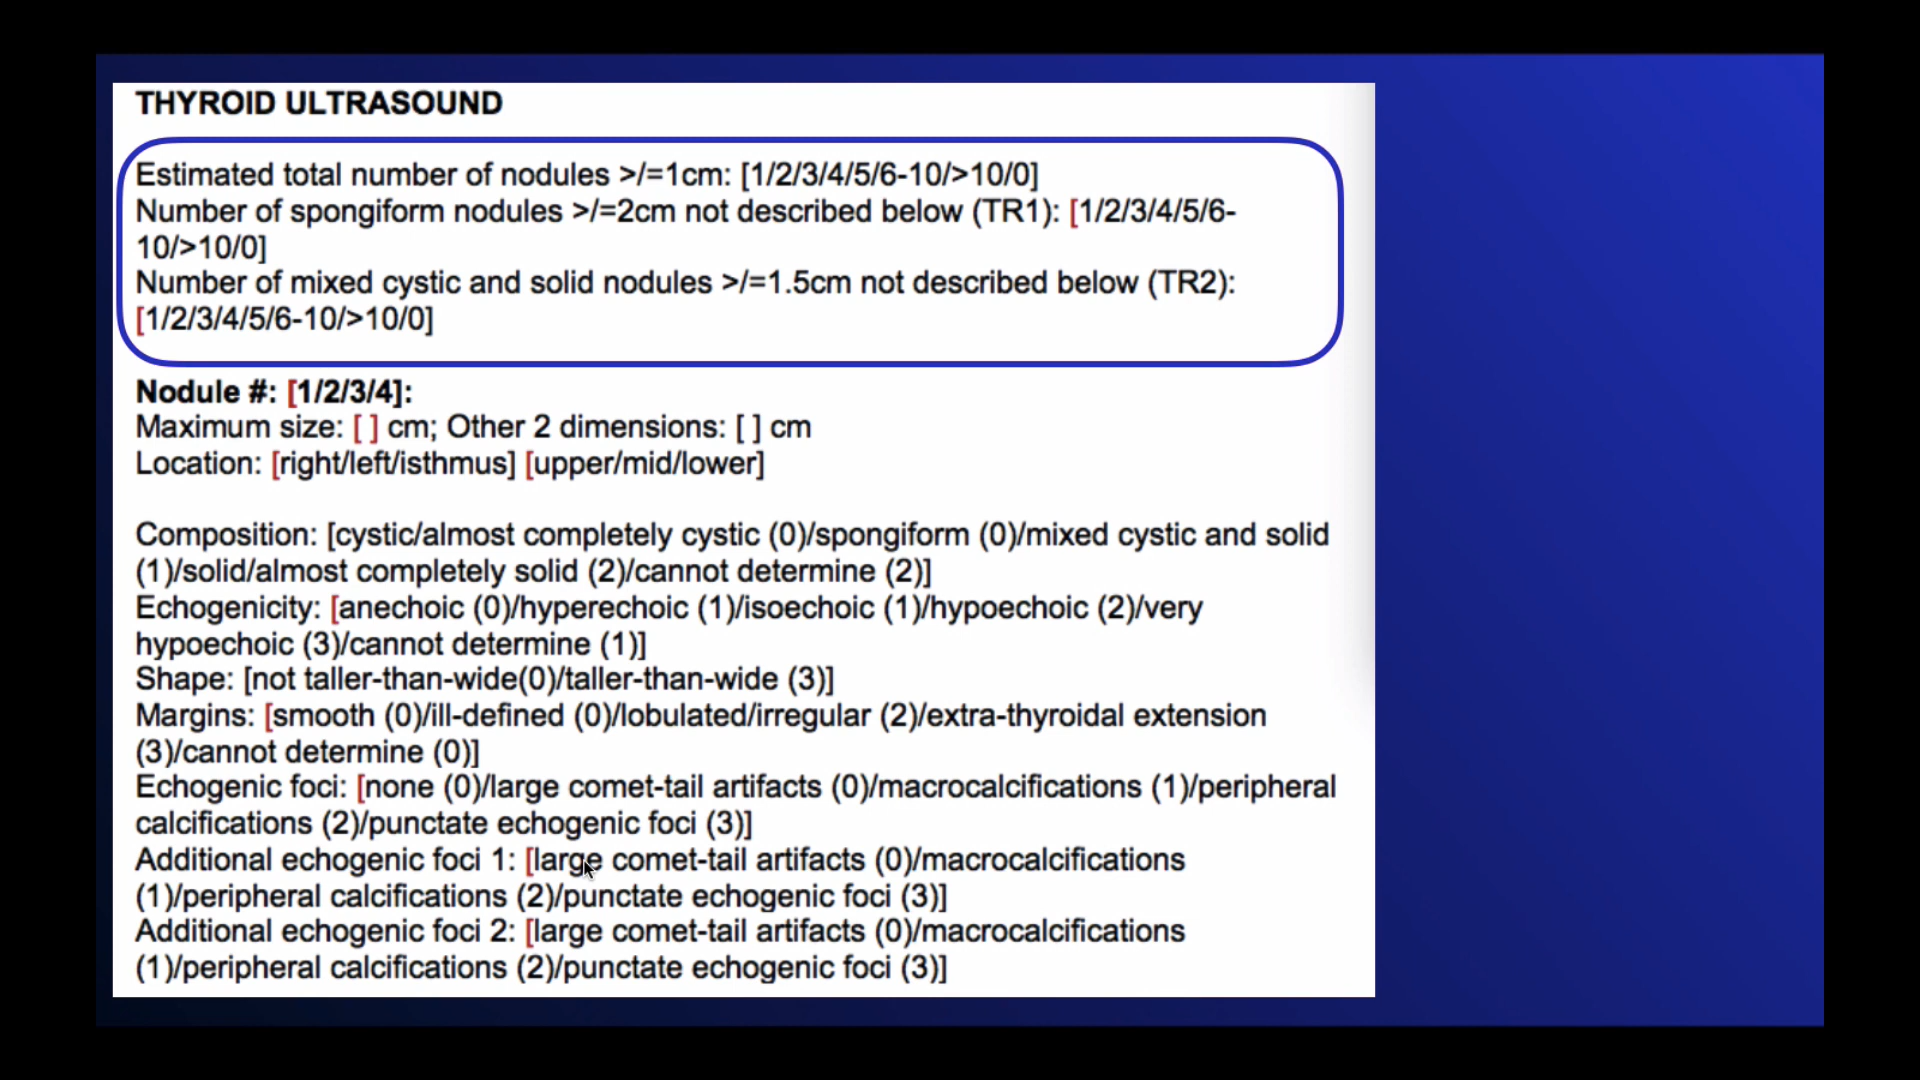 THYROID ULTRASOUND
Estimated total number of nodules >/=1cm: [1/2/3/4/5/6-10/>10/0]
Number of spongiform nodules >/=2cm not described below (TR1): [1/2/3/4/5/6-
10/>10/0]
Number of mixed cystic and solid nodules >/=1.5cm not described below (TR2):
[1/2/3/4/5/6-10/>10/0]
Nodule #: [1/2/3/4]:
Maximum size: [ ] cm; Other 2 dimensions: [ ] cm
Location: [right/left/isthmus] [upper/mid/lower]
Composition: [cystic/almost completely cystic (0)/spongiform (0)/mixed cystic and solid
(1)/solid/almost completely solid (2)/cannot determine (2)]
Echogenicity: [anechoic (0)/hyperechoic (1)/isoechoic (1)/hypoechoic (2)/very
hypoechoic (3)/cannot determine (1)]
Shape: [not taller-than-wide(0)/taller-than-wide (3)]
Margins: [smooth (0)/ill-defined (0)/lobulated/irregular (2)/extra-thyroidal extension
(3)/cannot determine (0)]
Echogenic foci: [none (0)/large comet-tail artifacts (0)/macrocalcifications (1)/peripheral
calcifications (2)/punctate echogenic foci (3)]
Additional echogenic foci 1: [large comet-tail artifacts (0)/macrocalcifications
(1)/peripheral calcifications (2)/punctate echogenic foci (3)]
Additional echogenic foci 2: [large comet-tail artifacts (0)/macrocalcifications
(1)/peripheral calcifications (2)/punctate echogenic foci (3)]